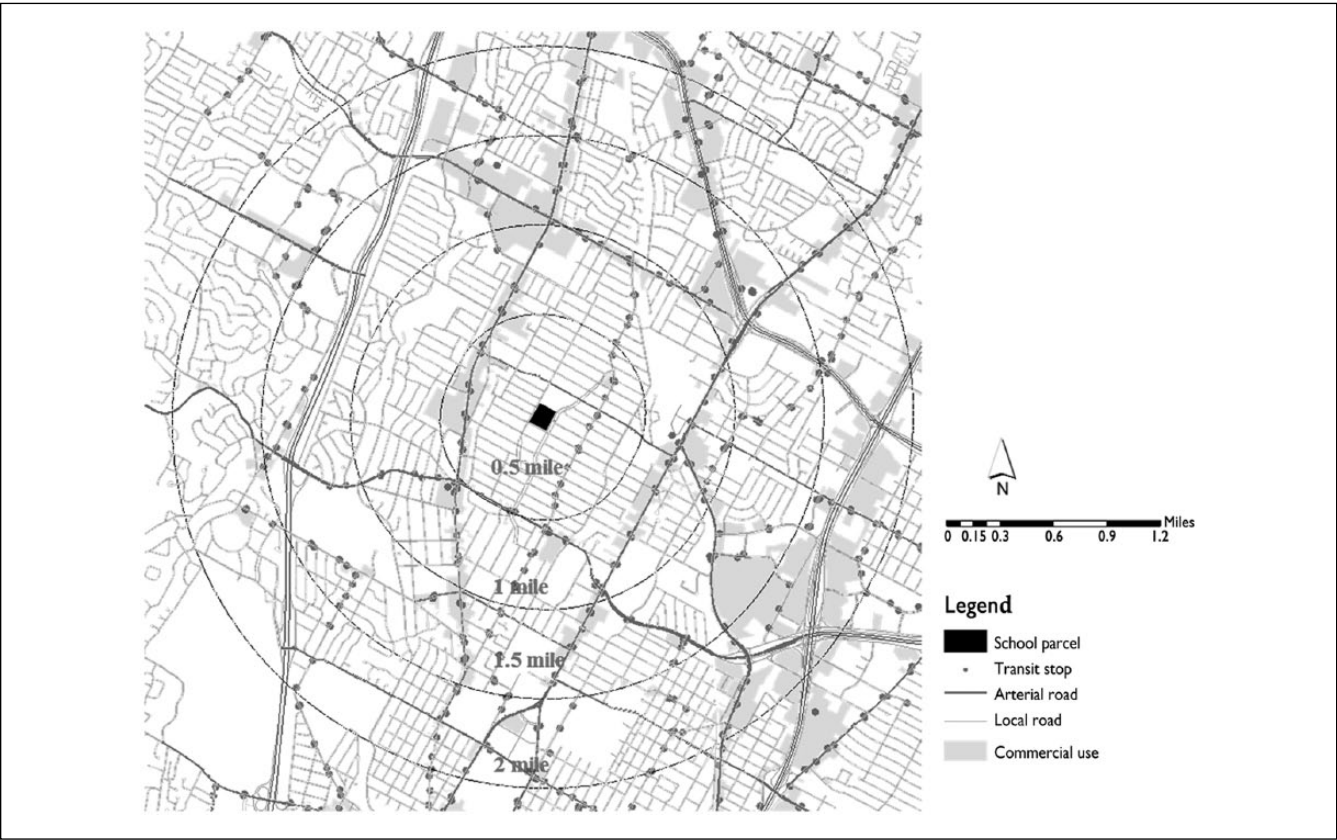 0.5 mile
1 mile
1.5 mile
2 mile
N
Miles
0 0.15 0.3 0.6 0.9 1.2
Legend
School parcel
Transit stop
Arterial road
Local road
Commercial use